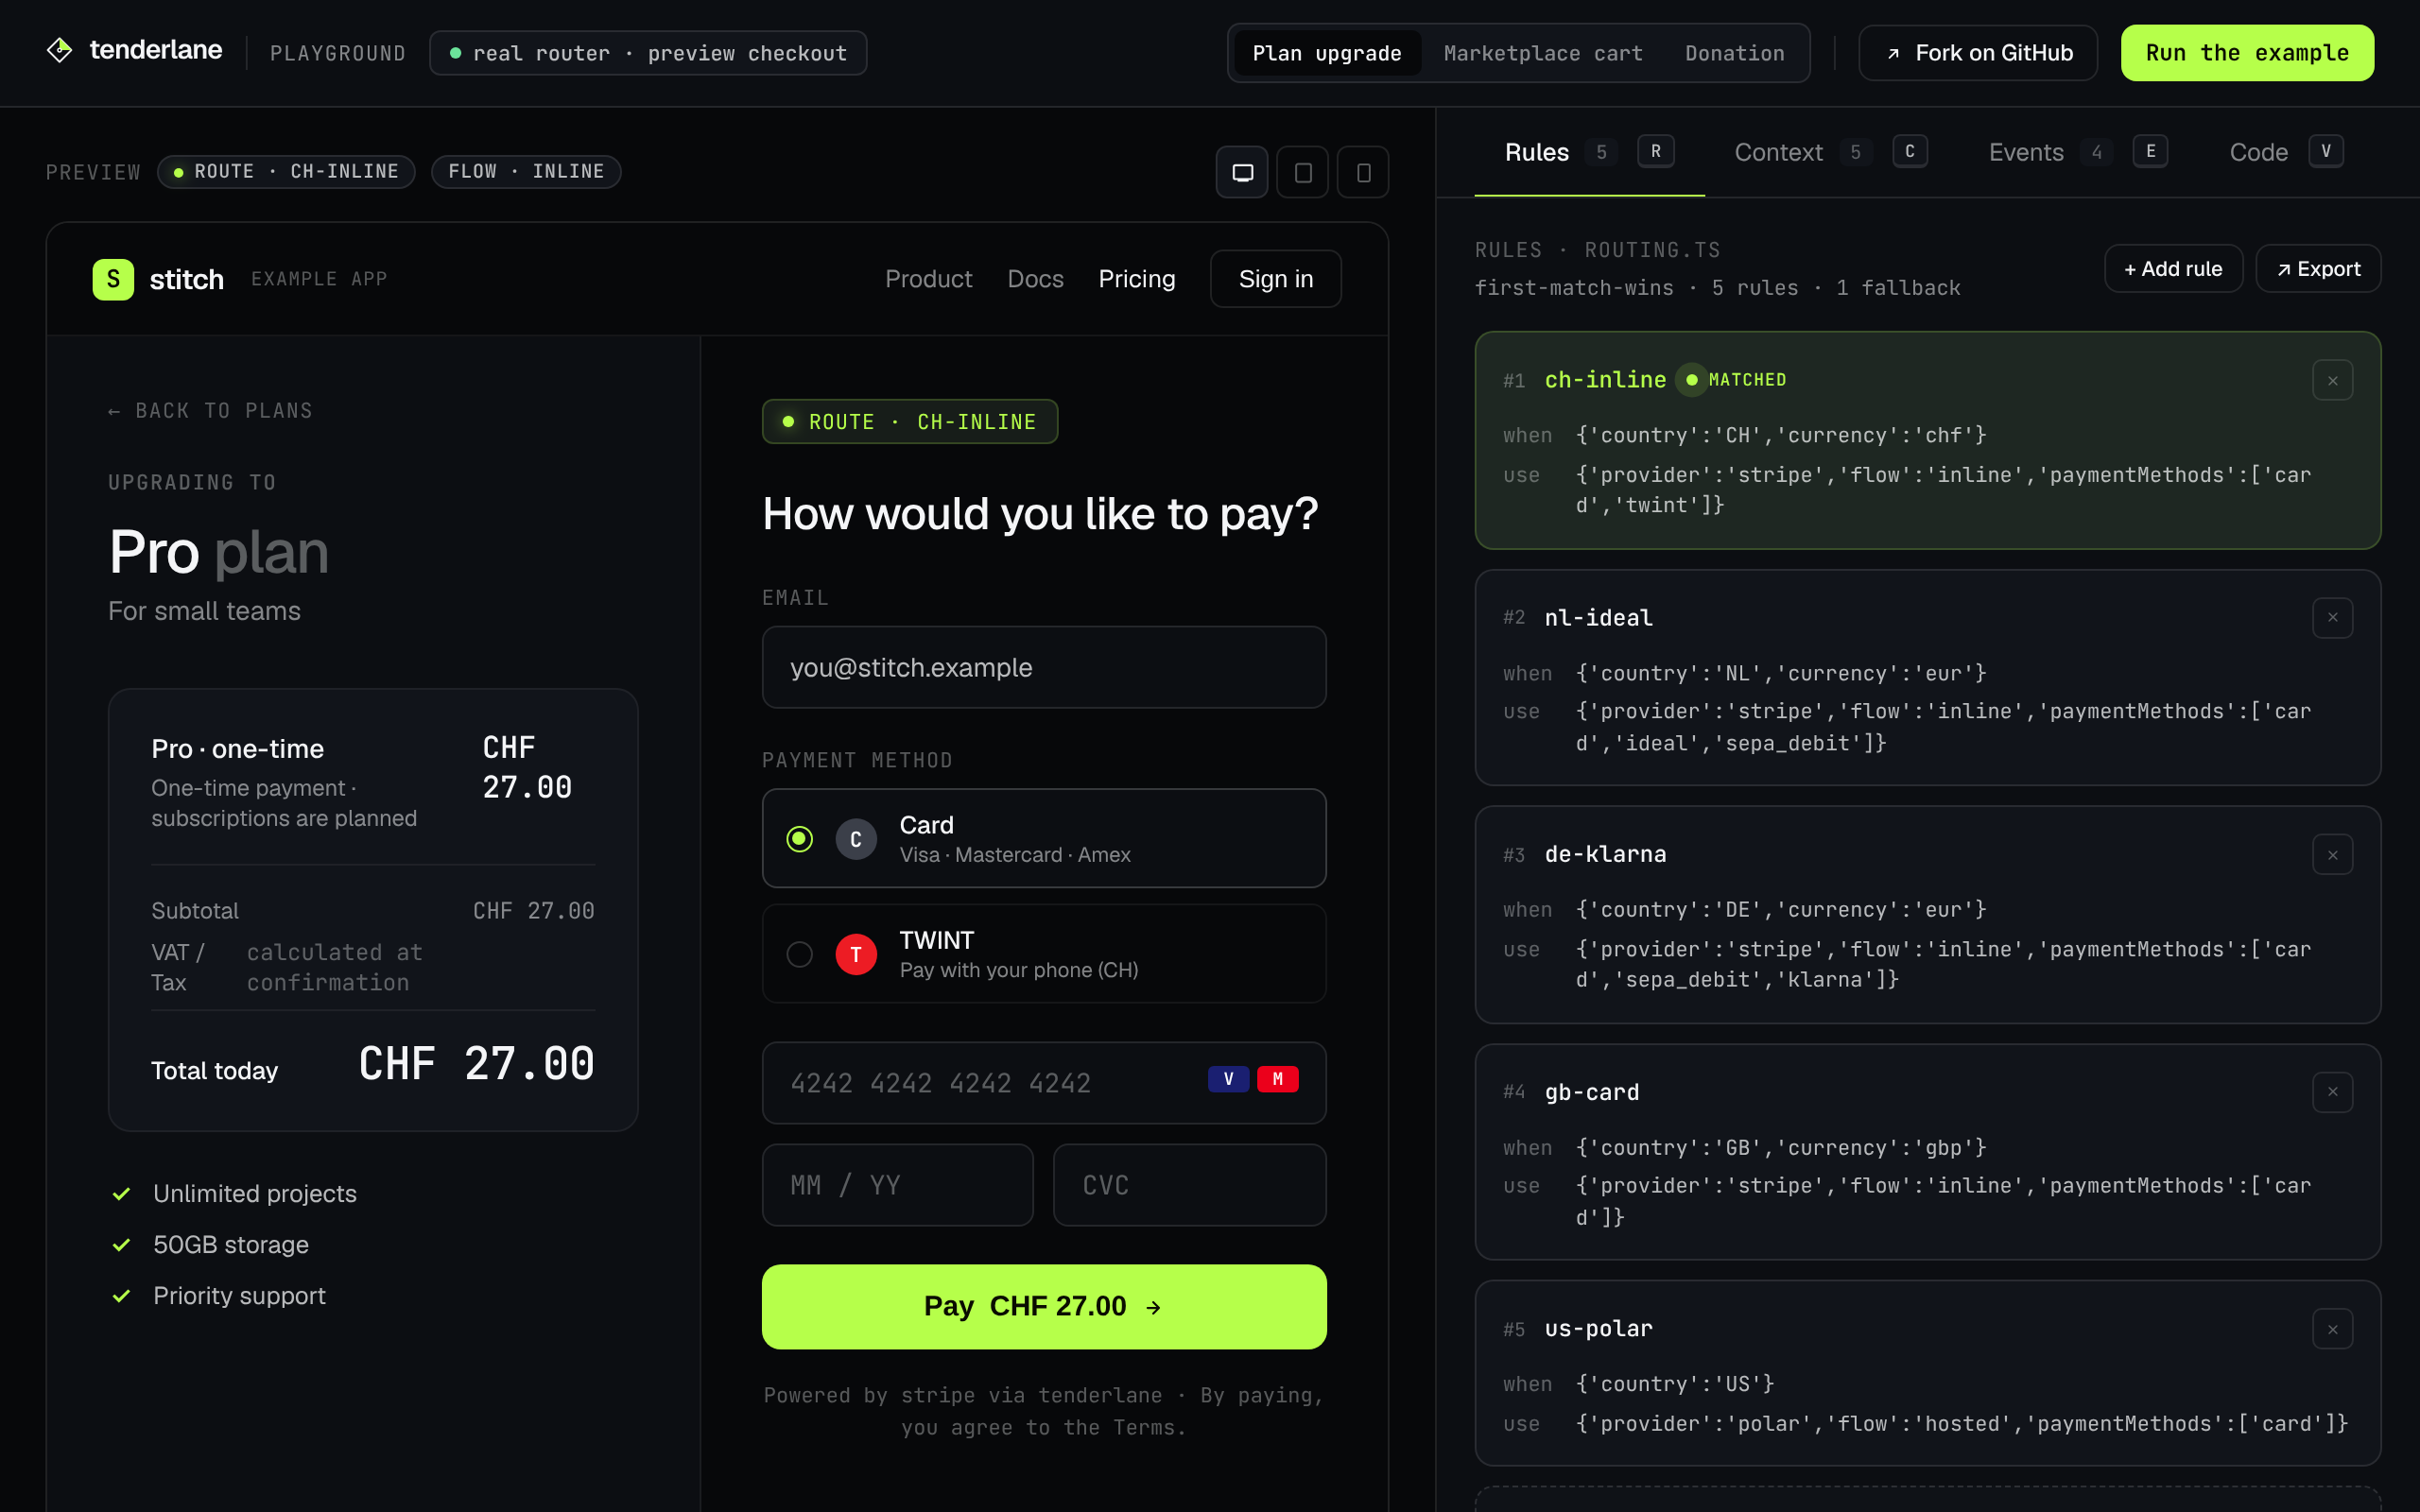 tenderlane
PLAYGROUND
real router · preview checkout
Plan upgrade
Marketplace cart
Donation
↗ Fork on GitHub
Run the example
PREVIEW
ROUTE · CH-INLINE
FLOW · INLINE
S stitch EXAMPLE APP
Product
Docs
Pricing
Sign in
← BACK TO PLANS
UPGRADING TO
Pro plan
For small teams
Pro · one-time
One-time payment ·
subscriptions are planned
CHF
27.00
Subtotal CHF 27.00
VAT /
Tax
calculated at
confirmation
Total today CHF 27.00
Unlimited projects
50GB storage
Priority support
ROUTE · CH-INLINE
How would you like to pay?
EMAIL
you@stitch.example
PAYMENT METHOD
C
Card
Visa · Mastercard · Amex
T
TWINT
Pay with your phone (CH)
4242 4242 4242 4242 V M
MM / YY
CVC
Pay CHF 27.00 →
Powered by stripe via tenderlane · By paying,
you agree to the Terms.
Rules 5 R
Context 5 C
Events 4 E
Code V
RULES · ROUTING.TS
first-match-wins · 5 rules · 1 fallback
+ Add rule
↗ Export
#1 ch-inline MATCHED ×
when {'country':'CH','currency':'chf'}
use {'provider':'stripe','flow':'inline','paymentMethods':['car
d','twint']}
#2 nl-ideal ×
when {'country':'NL','currency':'eur'}
use {'provider':'stripe','flow':'inline','paymentMethods':['car
d','ideal','sepa_debit']}
#3 de-klarna ×
when {'country':'DE','currency':'eur'}
use {'provider':'stripe','flow':'inline','paymentMethods':['car
d','sepa_debit','klarna']}
#4 gb-card ×
when {'country':'GB','currency':'gbp'}
use {'provider':'stripe','flow':'inline','paymentMethods':['car
d']}
#5 us-polar ×
when {'country':'US'}
use {'provider':'polar','flow':'hosted','paymentMethods':['card']}